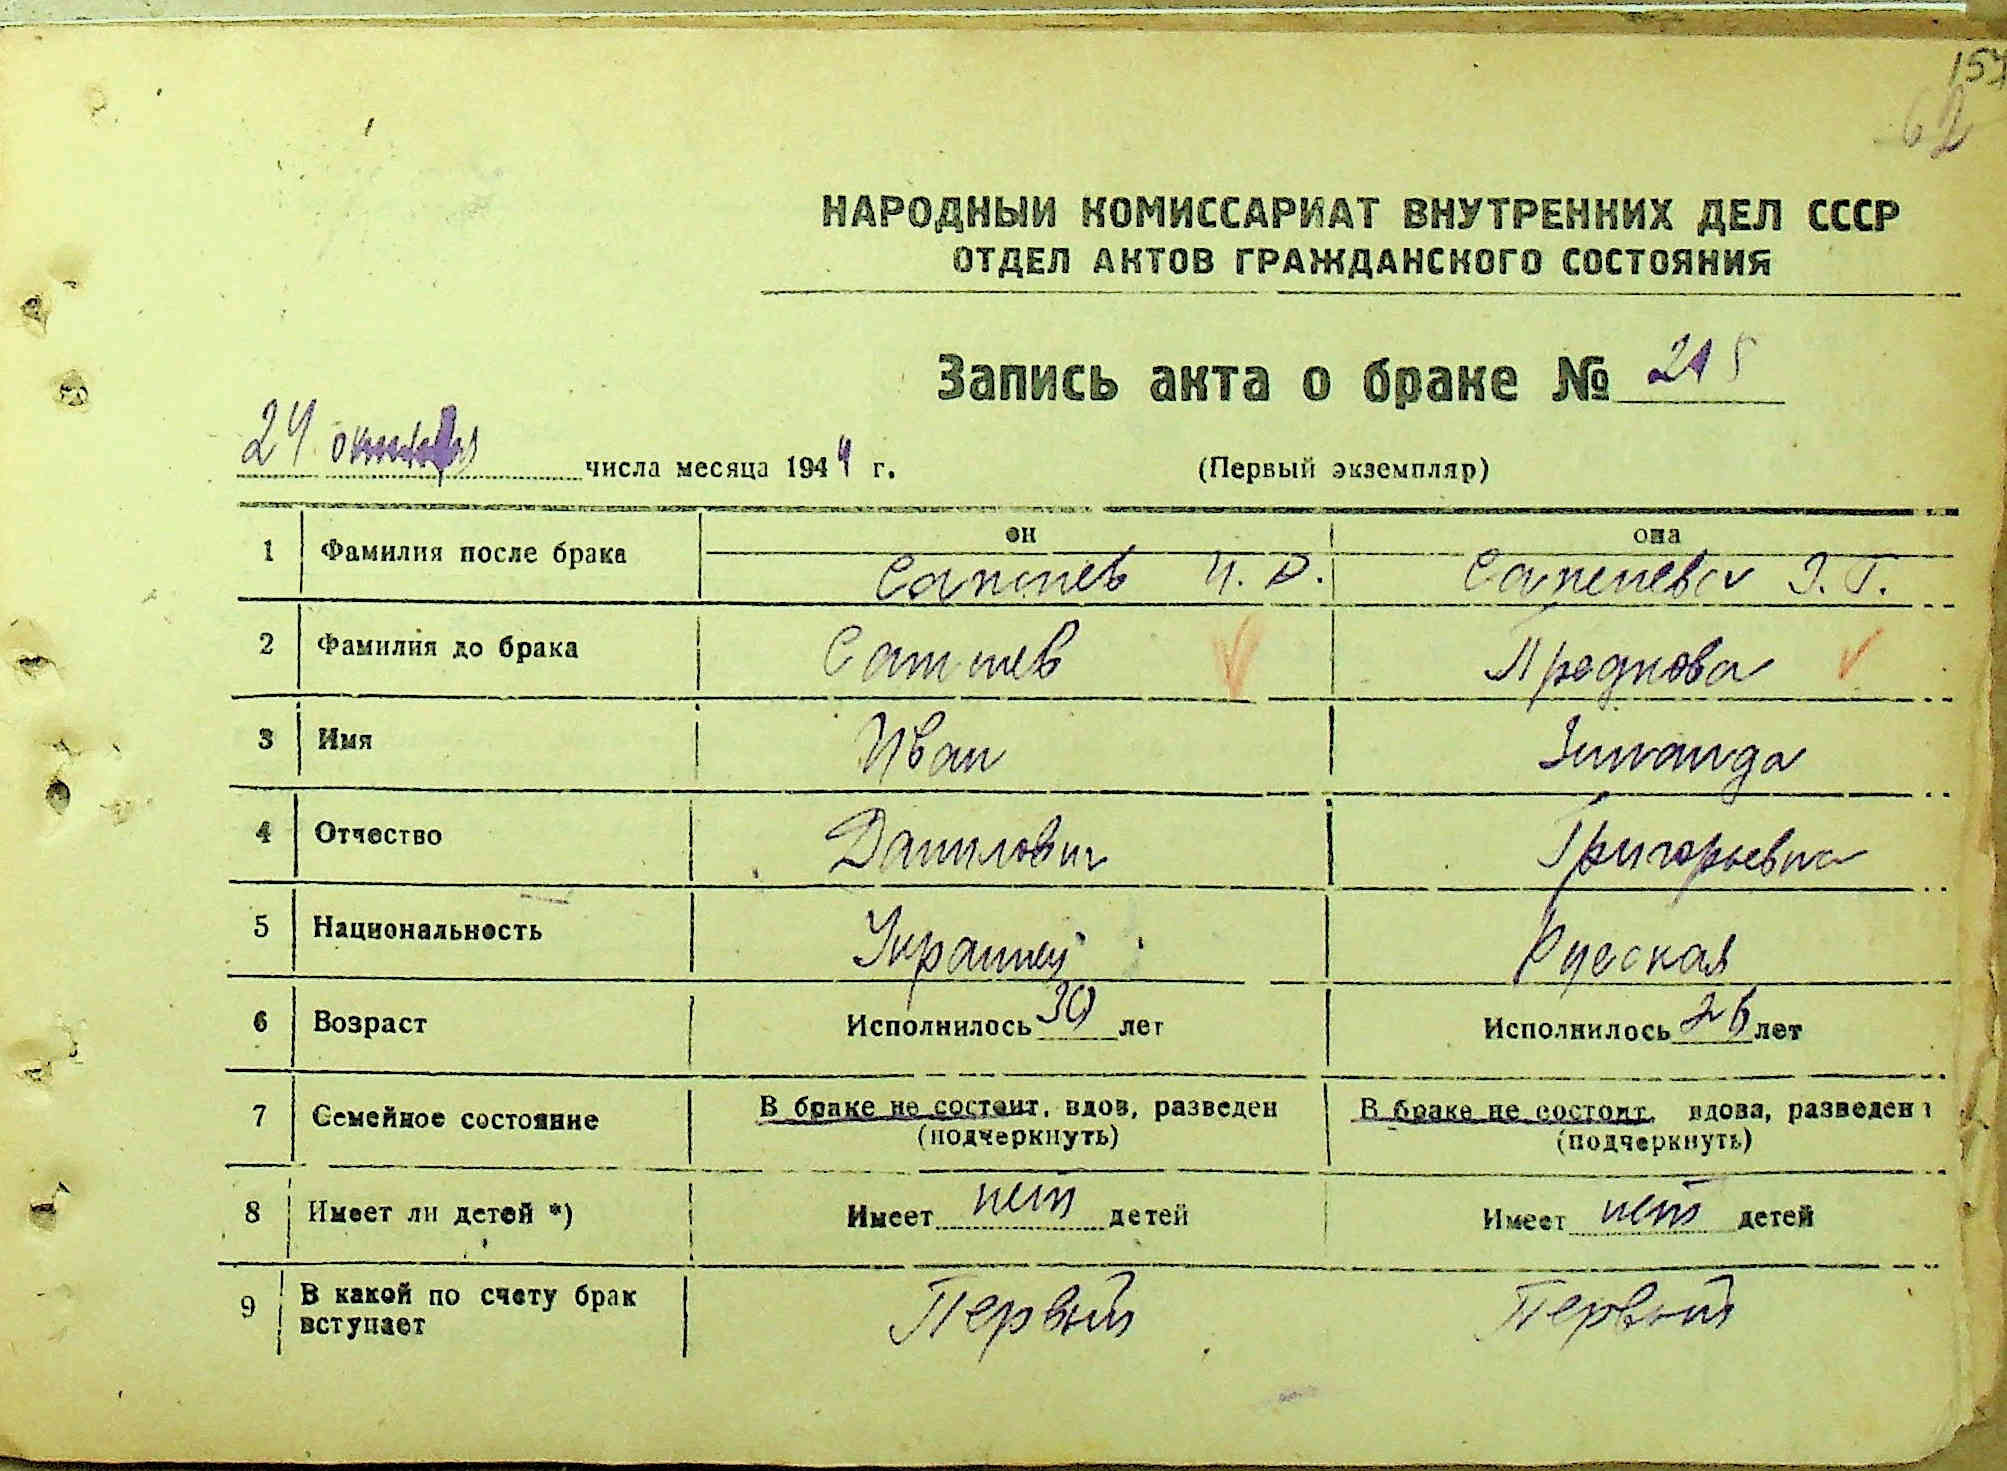 62
НАРОДНЫЙ КОМИССАРИАТ ВНУТРЕННИХ ДЕЛ СССР
ОТДЕЛ АКТОВ ГРАЖДАНСКОГО СОСТОЯНИЯ
Запись акта о браке № 215
24 октября числа месяца 1944 г. (Первый экземпляр)
он она
1 Фамилия после брака И. Д. З. Г.
2 Фамилия до брака
3 Имя Иван Зинаида
4 Отчество Данилович Григорьевна
5 Национальность Украинец Русская
6 Возраст Исполнилось 30 лет Исполнилось 26 лет
7 Семейное состояние В браке не состоит, вдов, разведен В браке не состоит, вдова, разведена
(подчеркнуть) (подчеркнуть)
8 Имеет ли детей *) Имеет нет детей Имеет нет детей
9 В какой по счету брак вступает Первый Первый